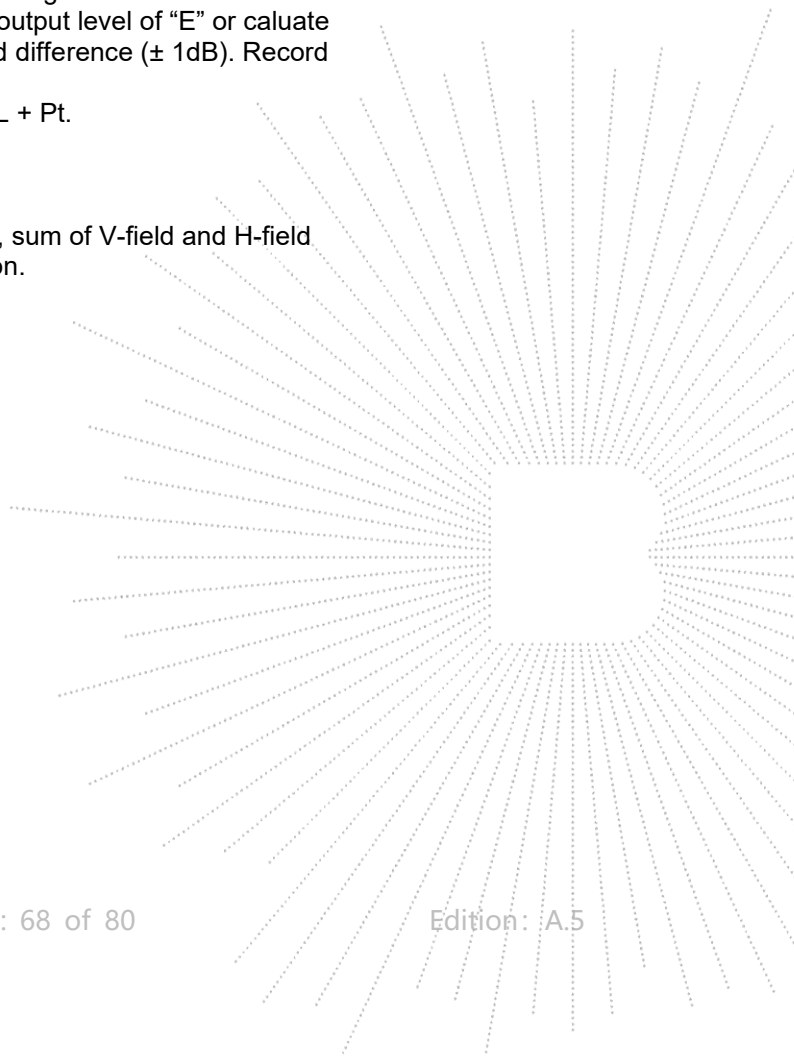 output level of “E” or caluate
d difference (± 1dB). Record
L + Pt.
, sum of V-field and H-field
on.
: 68 of 80
Edition: A.5